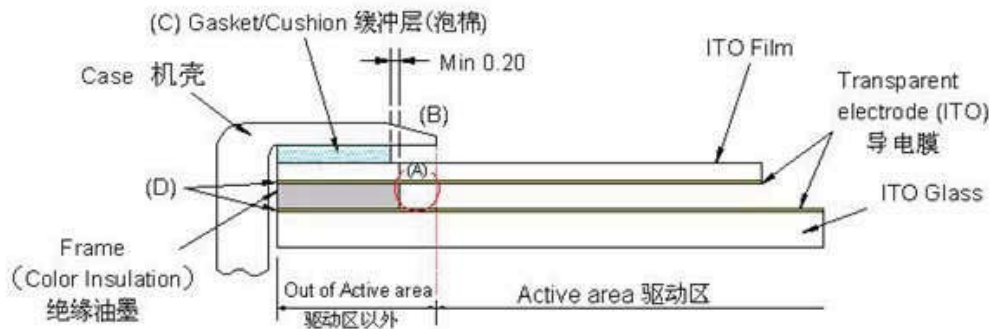 (C) Gasket/Cushion 缓冲层(泡棉)
ITO Film
Min 0.20
Case 机壳
Transparent
electrode (ITO)
导电膜
(B)
(A)
(D)
ITO Glass
Frame
（Color Insulation）
绝缘油墨
Out of Active area
驱动区以外
Active area 驱动区